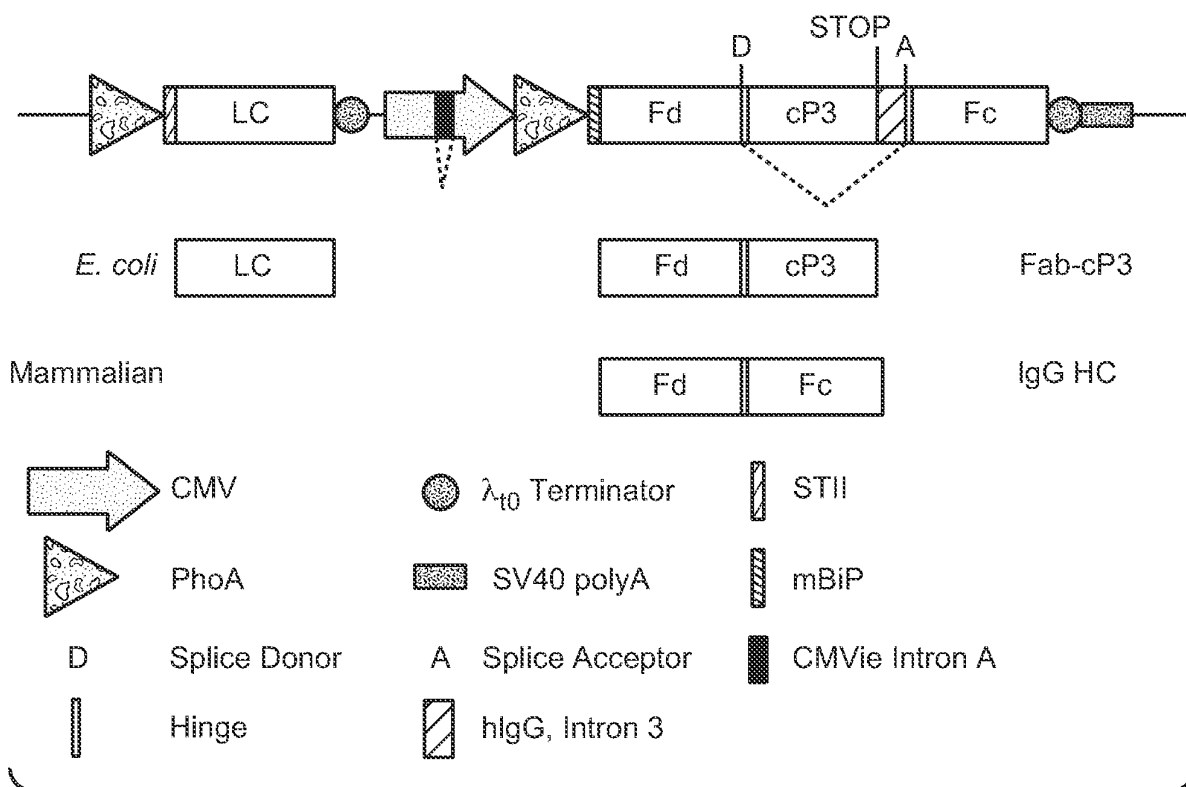 STOP
D A
LC Fd cP3 Fc
E. coli LC Fd cP3 Fab-cP3
Mammalian Fd Fc IgG HC
CMV λt0 Terminator STII
PhoA SV40 polyA mBiP
D Splice Donor A Splice Acceptor CMVie Intron A
Hinge hIgG, Intron 3